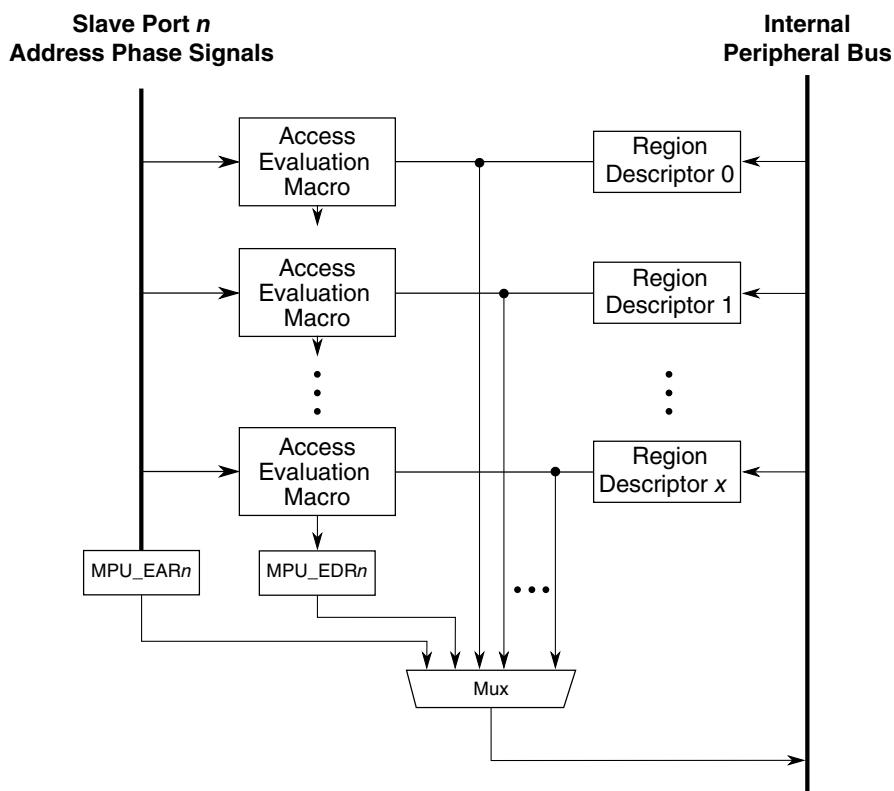 Slave Port n
Address Phase Signals
Internal
Peripheral Bus
Access
Evaluation
Macro
Region
Descriptor 0
Access
Evaluation
Macro
Region
Descriptor 1
Access
Evaluation
Macro
Region
Descriptor x
MPU_EARn
MPU_EDRn
Mux